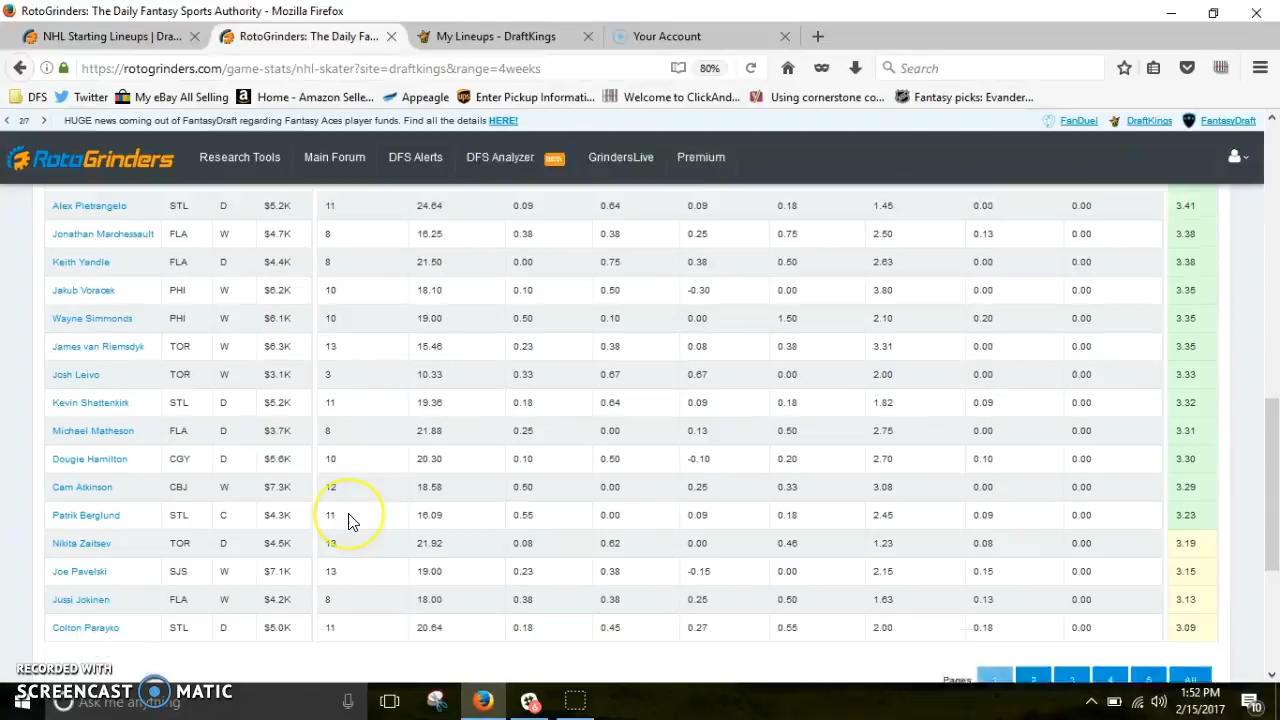 RotoGrinders: The Daily Fantasy Sports Authority - Mozilla Firefox
NHL Starting Lineups | Dra...
RotoGrinders: The Daily Fa...
My Lineups - DraftKings
Your Account
https://rotogrinders.com/game-stats/nhl-skater?site=draftkings&range=4weeks
80%
Search
DFS
Twitter
My eBay All Selling
Home - Amazon Selle...
Appeagle
Enter Pickup Informati...
Welcome to ClickAnd...
Using cornerstone co...
Fantasy picks: Evander...
2/7 HUGE news coming out of FantasyDraft regarding Fantasy Aces player funds. Find all the details HERE!
FanDuel
DraftKings
FantasyDraft
RotoGrinders
Research Tools
Main Forum
DFS Alerts
DFS Analyzer
GrindersLive
Premium
Alex Pietrangelo STL D $5.2K 11 24.64 0.09 0.64 0.09 0.18 1.45 0.00 0.00 3.41
Jonathan Marchessault FLA W $4.7K 8 16.25 0.38 0.38 0.25 0.75 2.50 0.13 0.00 3.38
Keith Yandle FLA D $4.4K 8 21.50 0.00 0.75 0.38 0.50 2.63 0.00 0.00 3.38
Jakub Voracek PHI W $6.2K 10 18.10 0.10 0.50 -0.30 0.00 3.80 0.00 0.00 3.35
Wayne Simmonds PHI W $6.1K 10 19.00 0.50 0.10 0.00 1.50 2.10 0.20 0.00 3.35
James van Riemsdyk TOR W $6.3K 13 15.46 0.23 0.38 0.08 0.38 3.31 0.00 0.00 3.35
Josh Leivo TOR W $3.1K 3 10.33 0.33 0.67 0.67 0.00 2.00 0.00 0.00 3.33
Kevin Shattenkirk STL D $5.2K 11 19.36 0.18 0.64 0.09 0.18 1.82 0.09 0.00 3.32
Michael Matheson FLA D $3.7K 8 21.88 0.25 0.00 0.13 0.50 2.75 0.00 0.00 3.31
Dougie Hamilton CGY D $5.6K 10 20.30 0.10 0.50 -0.10 0.20 2.70 0.10 0.00 3.30
Cam Atkinson CBJ W $7.3K 12 18.58 0.50 0.00 0.25 0.33 3.08 0.00 0.00 3.29
Patrik Berglund STL C $4.3K 11 16.09 0.55 0.00 0.09 0.18 2.45 0.09 0.00 3.23
Nikita Zaitsev TOR D $4.5K 13 21.92 0.08 0.62 0.00 0.46 1.23 0.08 0.00 3.19
Joe Pavelski SJS W $7.1K 13 19.00 0.23 0.38 -0.15 0.00 2.15 0.15 0.00 3.15
Jussi Jokinen FLA W $4.2K 8 18.00 0.38 0.38 0.25 0.50 1.63 0.13 0.00 3.13
Colton Parayko STL D $5.0K 11 20.64 0.18 0.45 0.27 0.55 2.00 0.18 0.00 3.09
Pages 1 2 3 4 5 All
RECORDED WITH
SCREENCAST MATIC
Ask me anything
1:52 PM
2/15/2017
10